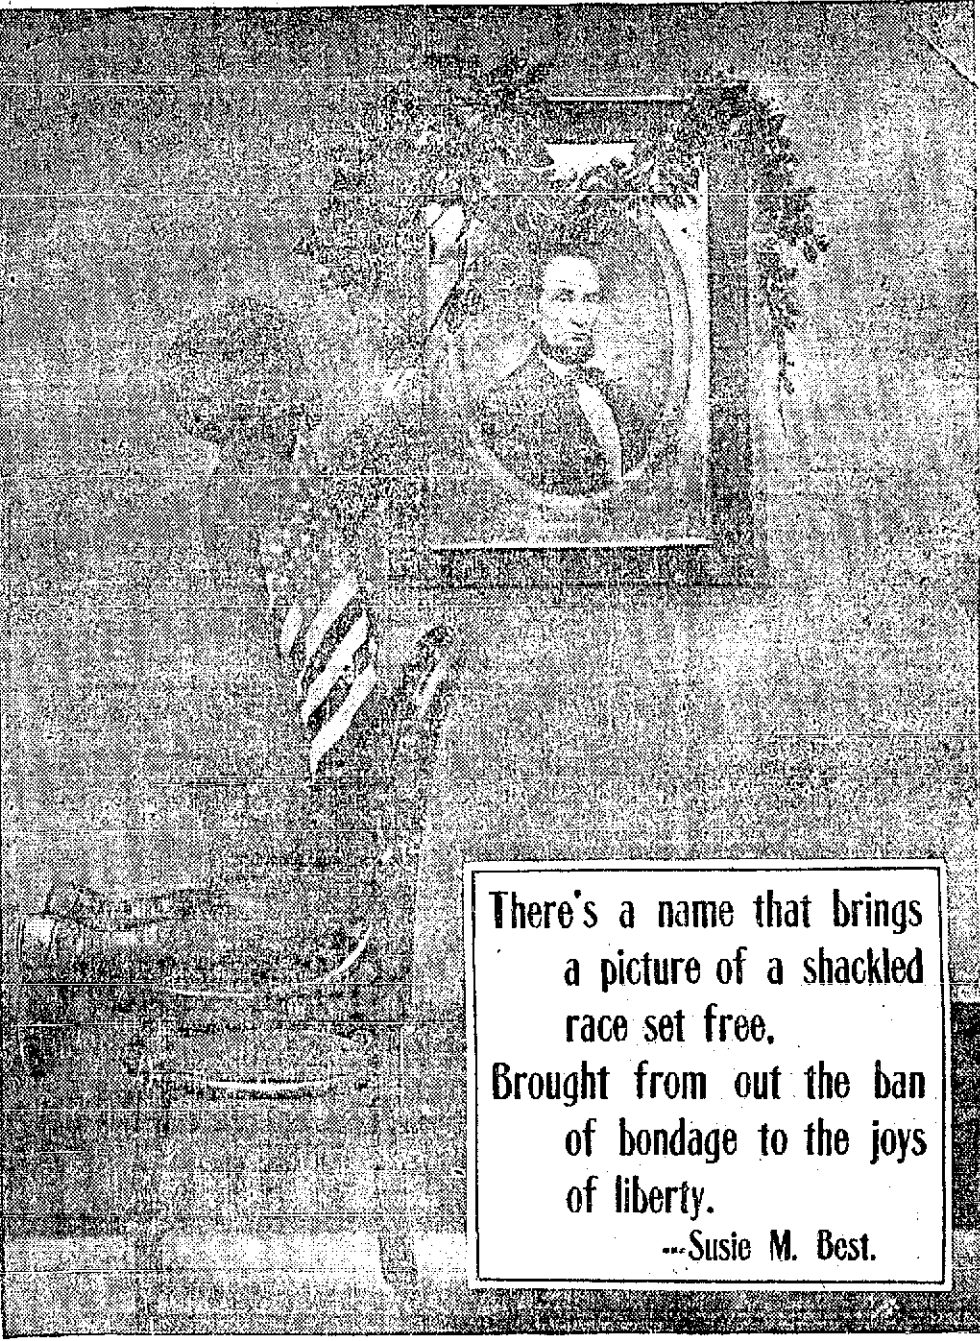 There's a name that brings
a picture of a shackled
race set free.
Brought from out the ban
of bondage to the joys
of liberty.
---Susie M. Best.